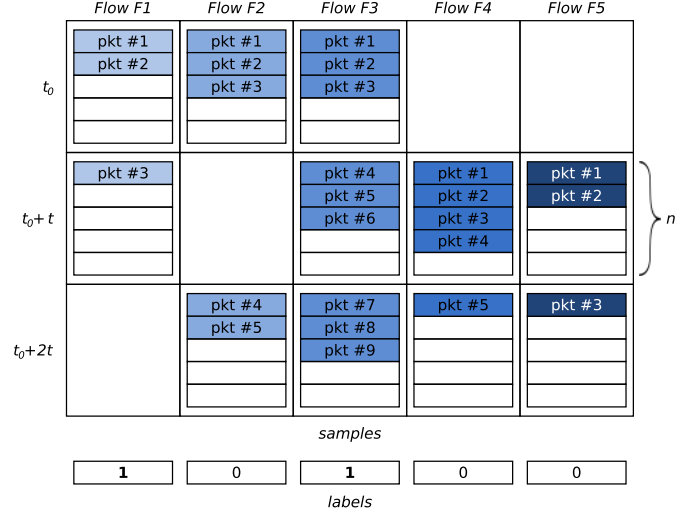 Flow F1 Flow F2 Flow F3 Flow F4 Flow F5
t0 pkt #1 pkt #1 pkt #1
pkt #2 pkt #2 pkt #2
pkt #3 pkt #3
t0+t pkt #3 pkt #4 pkt #1 pkt #1
pkt #5 pkt #2 pkt #2
pkt #6 pkt #3
pkt #4
n
t0+2t pkt #4 pkt #7 pkt #5 pkt #3
pkt #5 pkt #8
pkt #9
samples
1 0 1 0 0
labels